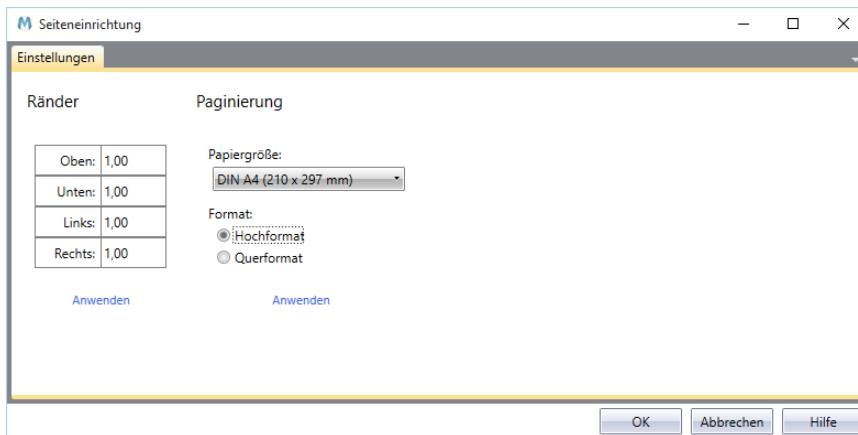 Seiteneinrichtung
Einstellungen
Ränder
Paginierung
Oben: 1,00
Unten: 1,00
Links: 1,00
Rechts: 1,00
Anwenden
Papiergröße:
DIN A4 (210 x 297 mm)
Format:
Hochformat
Querformat
Anwenden
OK
Abbrechen
Hilfe